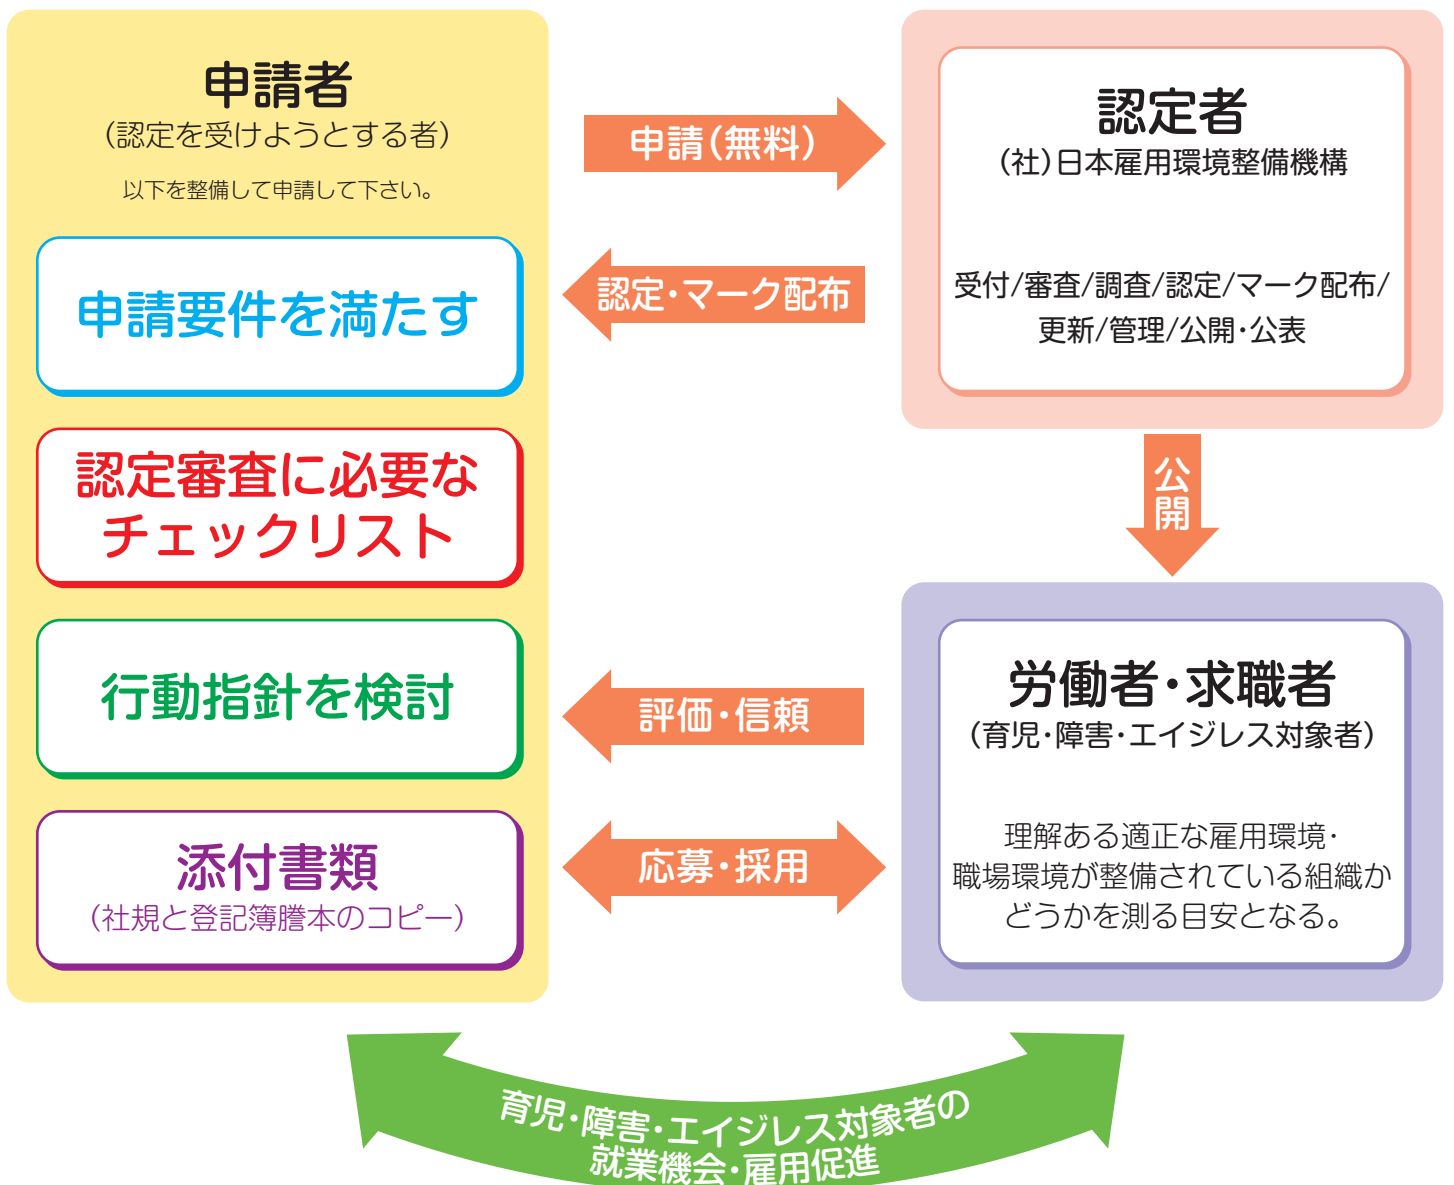 申請者
（認定を受けようとする者）
以下を整備して申請して下さい。
申請要件を満たす
認定審査に必要な
チェックリスト
行動指針を検討
添付書類
（社規と登記簿謄本のコピー）
申請（無料）
認定・マーク配布
認定者
（社）日本雇用環境整備機構
受付/審査/調査/認定/マーク配布/
更新/管理/公開・公表
公開
評価・信頼
応募・採用
労働者・求職者
（育児・障害・エイジレス対象者）
理解ある適正な雇用環境・
職場環境が整備されている組織か
どうかを測る目安となる。
育児・障害・エイジレス対象者の
就業機会・雇用促進